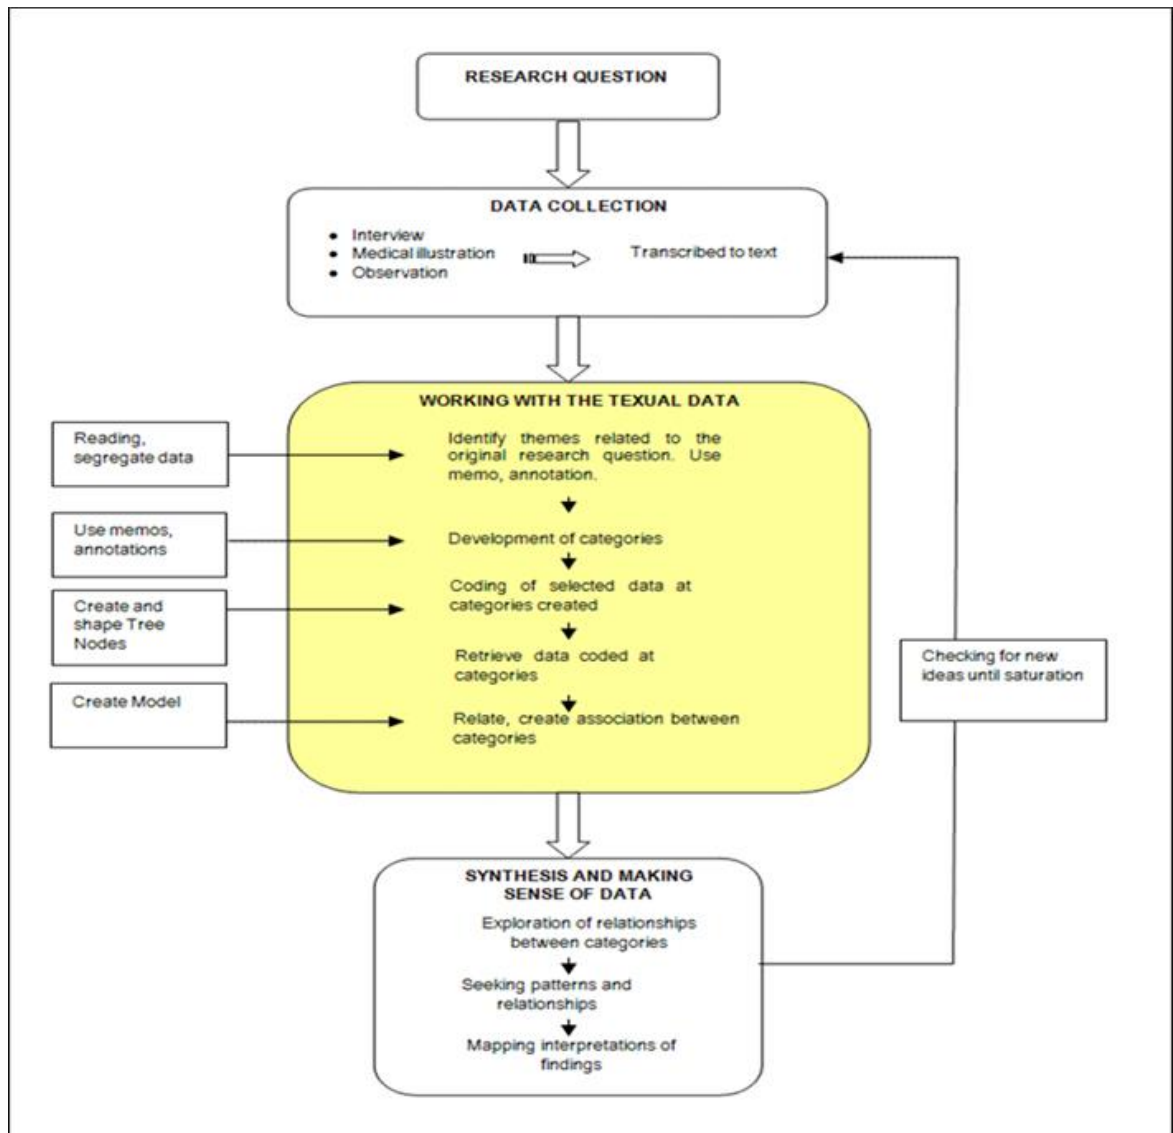 RESEARCH QUESTION
DATA COLLECTION
• Interview
• Medical illustration
• Observation
Transcribed to text
WORKING WITH THE TEXUAL DATA
Reading,
segregate data
Identify themes related to the
original research question. Use
memo, annotation.
Use memos,
annotations
Development of categories
Create and
shape Tree
Nodes
Coding of selected data at
categories created
Retrieve data coded at
categories
Checking for new
ideas until saturation
Create Model
Relate, create association between
categories
SYNTHESIS AND MAKING
SENSE OF DATA
Exploration of relationships
between categories
Seeking patterns and
relationships
Mapping interpretations of
findings